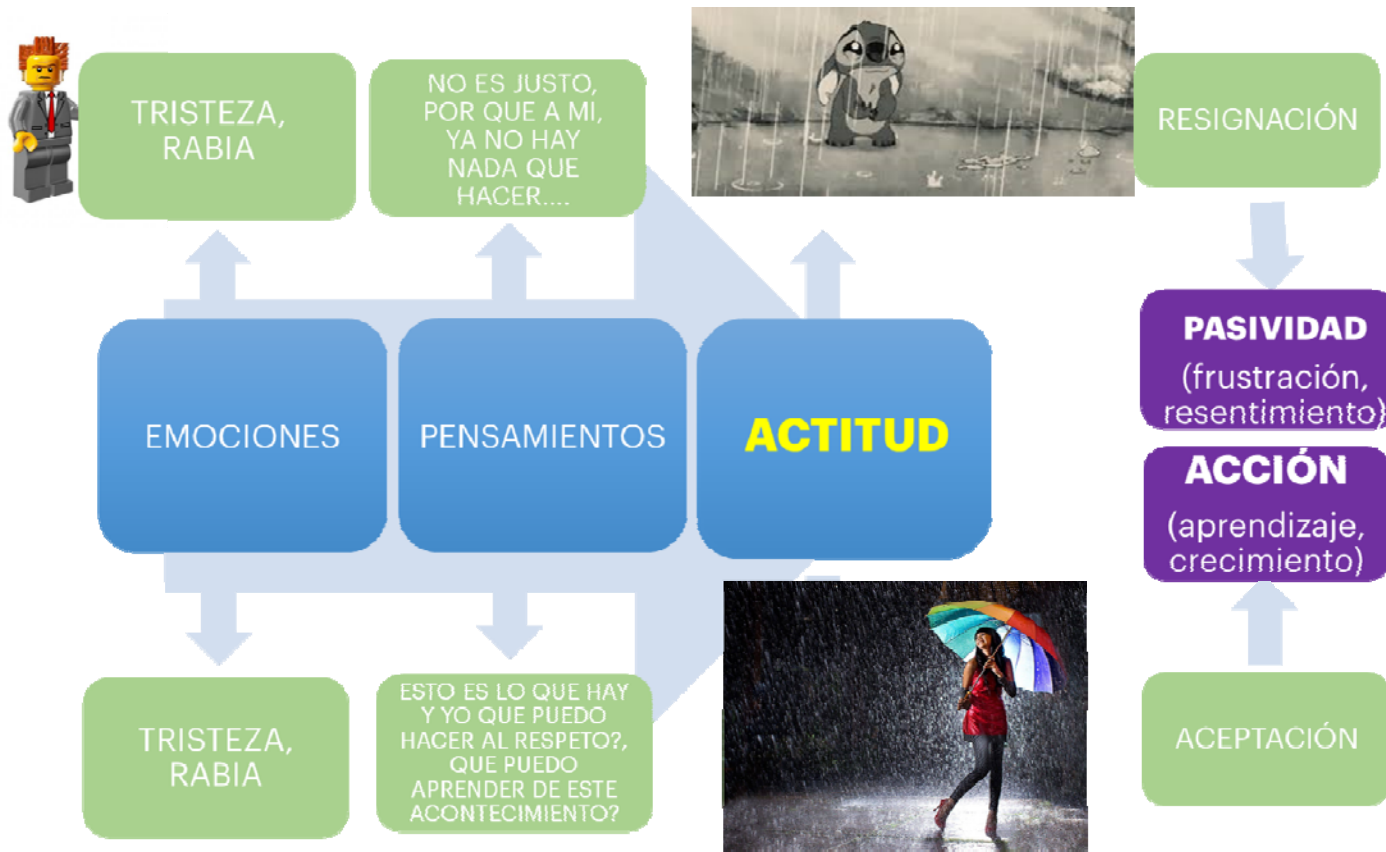 TRISTEZA,
RABIA
NO ES JUSTO,
POR QUE A MI,
YA NO HAY
NADA QUE
HACER....
RESIGNACIÓN
EMOCIONES
PENSAMIENTOS
ACTITUD
PASIVIDAD
(frustración,
resentimiento)
ACCIÓN
(aprendizaje,
crecimiento)
TRISTEZA,
RABIA
ESTO ES LO QUE HAY
Y YO QUE PUEDO
HACER AL RESPETO?,
QUE PUEDO
APRENDER DE ESTE
ACONTECIMIENTO?
ACEPTACIÓN